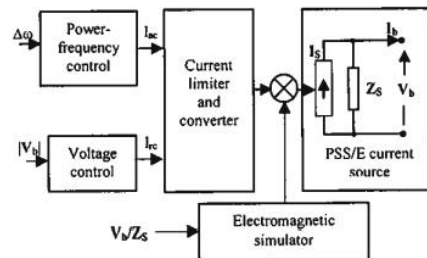 Δω
Power-
frequency
control
I_ac
|V_b|
Voltage
control
I_rc
Current
limiter
and
converter
I_S
I_b
Z_S
V_b
PSS/E current
source
V_b/Z_S
Electromagnetic
simulator